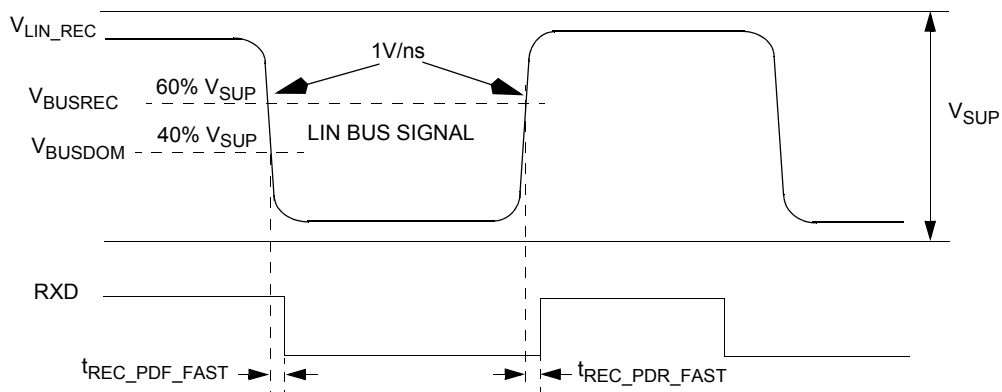 V_LIN_REC
1V/ns
60% V_SUP
V_BUSREC
V_SUP
40% V_SUP
LIN BUS SIGNAL
V_BUSDOM
RXD
t_REC_PDF_FAST
t_REC_PDR_FAST